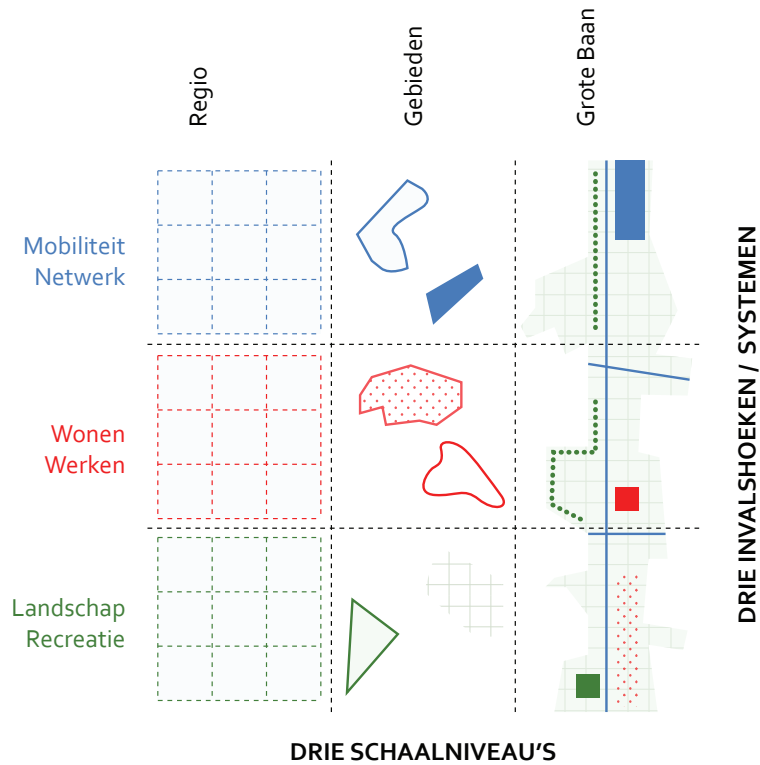 Regio
Gebieden
Grote Baan
Mobiliteit
Netwerk
Wonen
Werken
Landschap
Recreatie
DRIE INVALSHOEKEN / SYSTEMEN
DRIE SCHAALNIVEAU'S